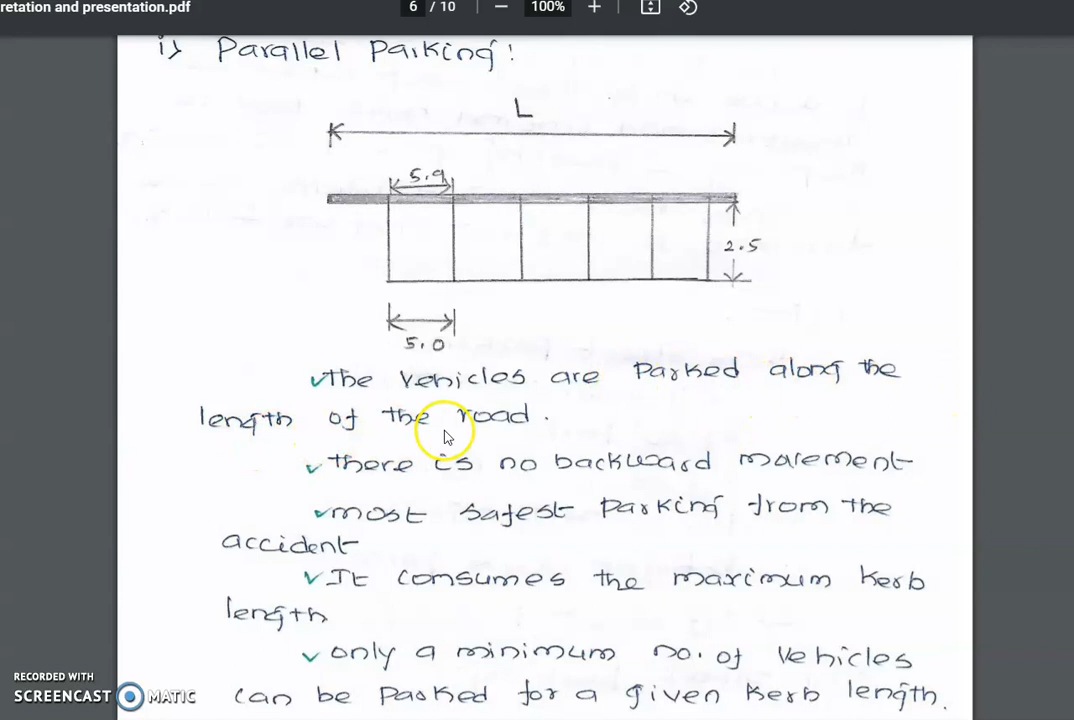 retation and presentation.pdf
6 / 10
100%
i) Parallel Parking:
L
5.9
2.5
5.0
✓The vehicles are Parked along the
length of the road.
✓ there is no backward marement
✓most safest Parking from the
accident
✓It consumes the maximum Kerb
length
✓ only a minimum no. of Vehicles
can be Parked for a given Kerb length.
RECORDED WITH
SCREENCAST MATIC